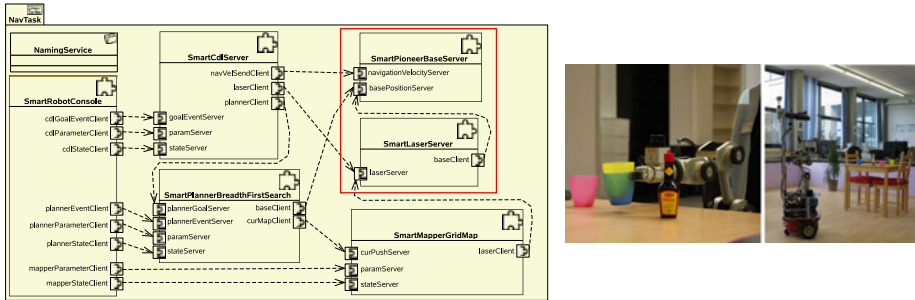 NavTask
NamingService
SmartRobotConsole
cdlGoalEventClient
cdlParameterClient
cdlStateClient
plannerEventClient
plannerParameterClient
plannerStateClient
mapperParameterClient
mapperStateClient
SmartCdlServer
navVelSendClient
laserClient
plannerClient
goalEventServer
paramServer
stateServer
SmartPlannerBreadthFirstSearch
plannerGoalServer
baseClient
plannerEventServer
curMapClient
paramServer
stateServer
SmartPioneerBaseServer
navigationVelocityServer
basePositionServer
SmartLaserServer
baseClient
laserServer
SmartMapperGridMap
laserClient
curPushServer
paramServer
stateServer